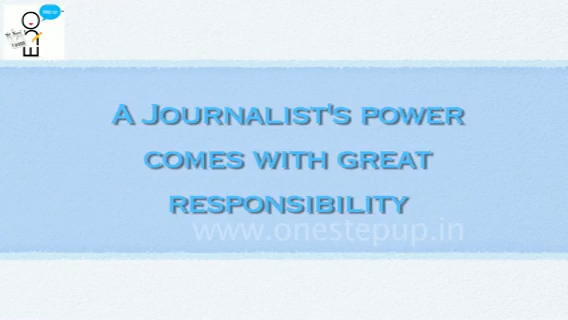 A Journalist's power
comes with great
responsibility
www.onestepup.in